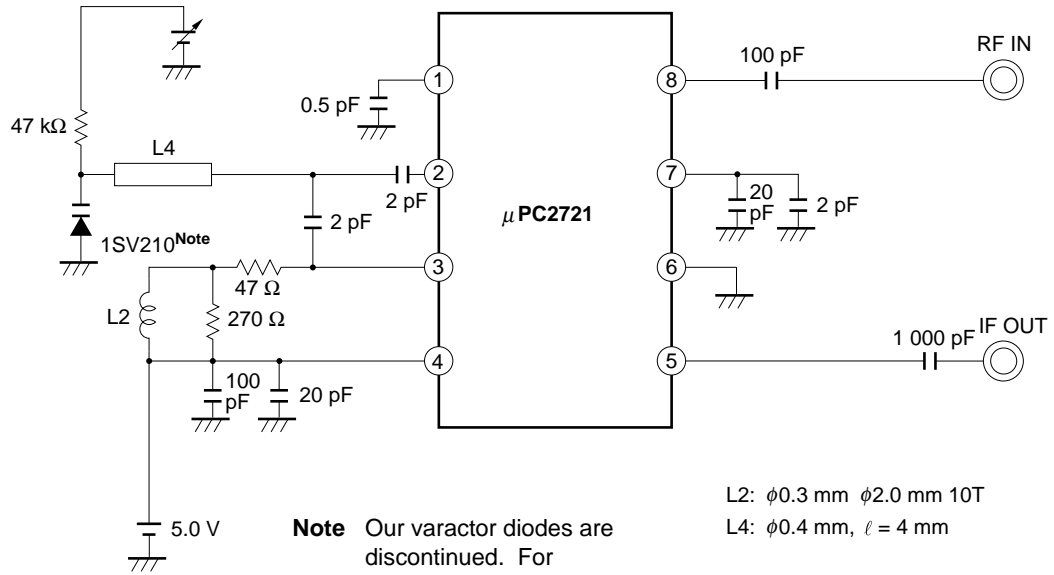 RF IN
100 pF
1
8
0.5 pF
47 kΩ
L4
2
7
2 pF
20 pF
2 pF
μPC2721
2 pF
1SV210Note
3
6
47 Ω
L2
270 Ω
IF OUT
1 000 pF
4
5
100 pF
20 pF
L2: φ0.3 mm φ2.0 mm 10T
L4: φ0.4 mm, ℓ = 4 mm
5.0 V
Note Our varactor diodes are
discontinued. For